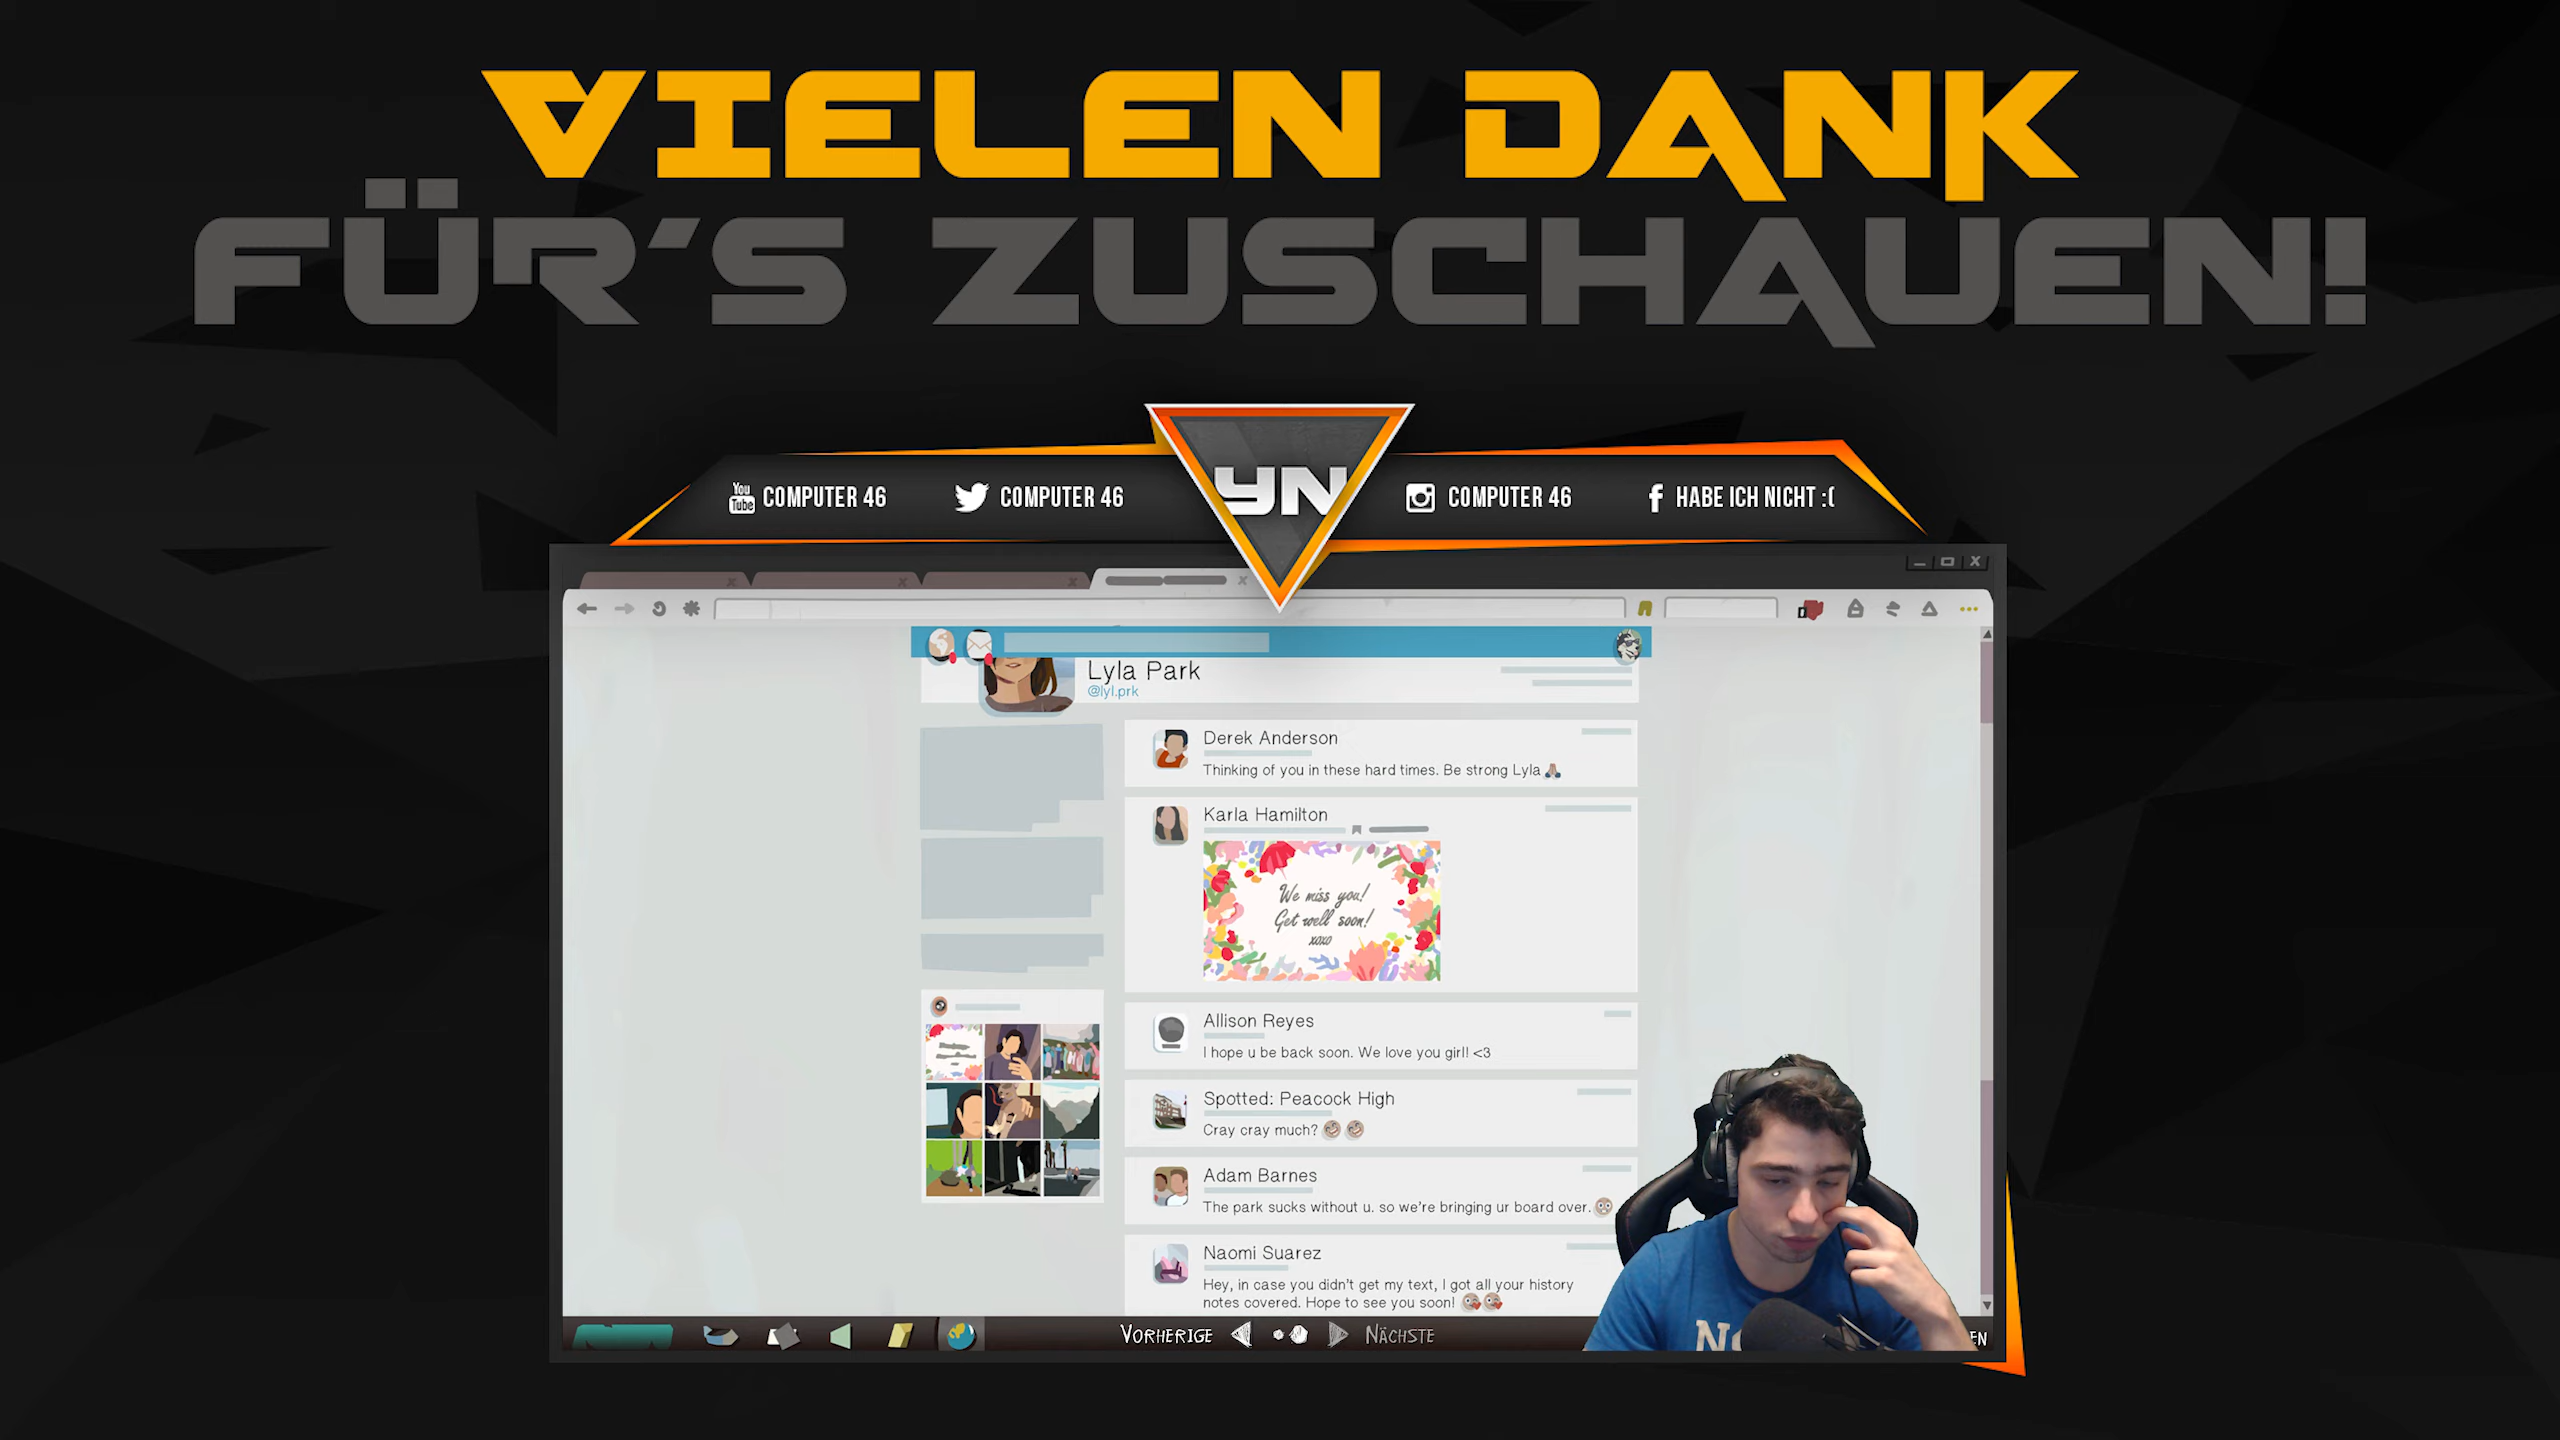 VIELEN DANK
FÜR'S ZUSCHAUEN!
You Tube COMPUTER 46
COMPUTER 46
YN
COMPUTER 46
HABE ICH NICHT :(
Lyla Park
@lyl.prk
Derek Anderson
Thinking of you in these hard times. Be strong Lyla
Karla Hamilton
We miss you!
Get well soon!
xoxo
Allison Reyes
I hope u be back soon. We love you girl! <3
Spotted: Peacock High
Cray cray much?
Adam Barnes
The park sucks without u. so we're bringing ur board over.
Naomi Suarez
Hey, in case you didn't get my text, I got all your history
notes covered. Hope to see you soon!
VORHERIGE NÄCHSTE